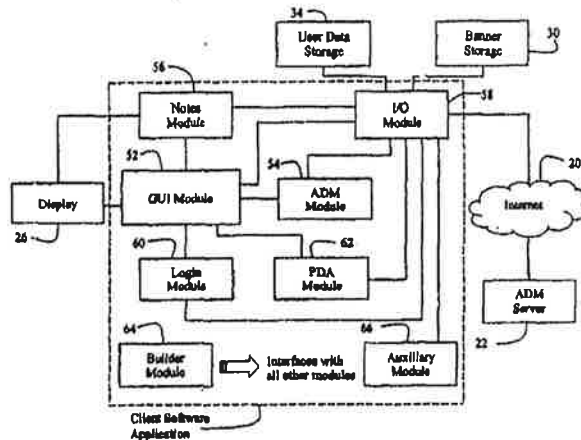 34
User Data
Storage
Banner
Storage
30
56
Notes
Module
I/O
Module
58
52
GUI Module
54
ADM
Module
Display
26
20
Internet
60
Login
Module
62
PDA
Module
ADM
Server
22
64
Builder
Module
Interfaces with
all other modules
66
Auxiliary
Module
Client Software
Application